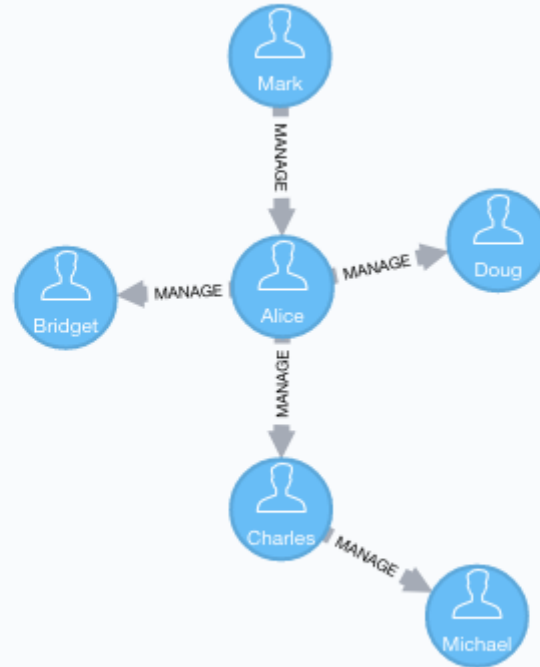 Mark
MANAGE
Doug
MANAGE
MANAGE
Bridget
Alice
MANAGE
Charles
MANAGE
Michael